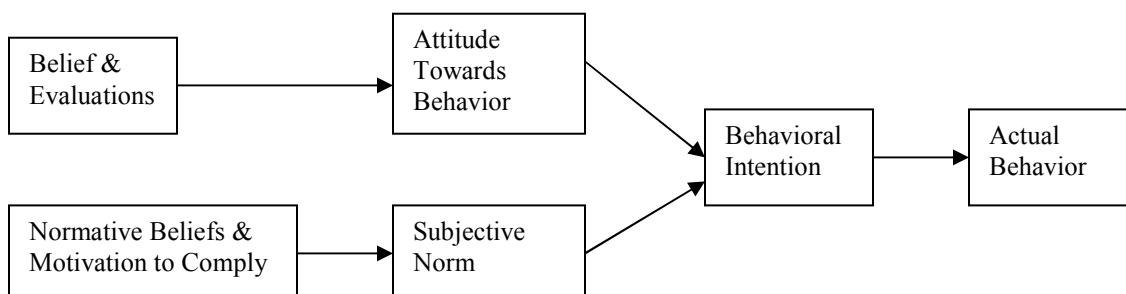 Belief &
Evaluations
Attitude
Towards
Behavior
Normative Beliefs &
Motivation to Comply
Subjective
Norm
Behavioral
Intention
Actual
Behavior